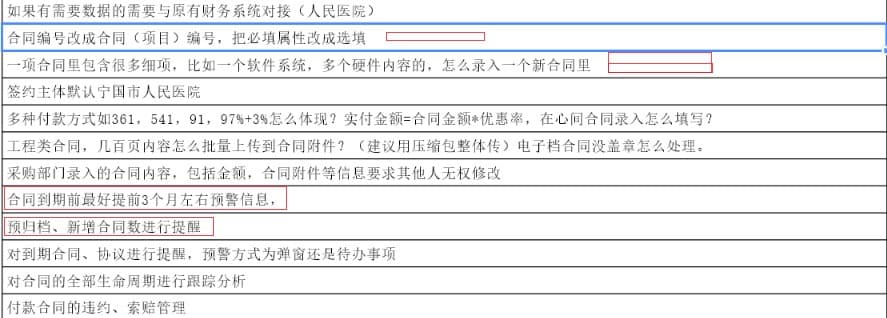 如果有需要数据的需要与原有财务系统对接（人民医院）
合同编号改成合同（项目）编号，把必填属性改成选填
一项合同里包含很多细项，比如一个软件系统，多个硬件内容的，怎么录入一个新合同里
签约主体默认宁国市人民医院
多种付款方式如361，541，91，97%+3%怎么体现？实付金额=合同金额*优惠率，在心间合同录入怎么填写？
工程类合同，几百页内容怎么批量上传到合同附件？（建议用压缩包整体传）电子档合同没盖章怎么处理。
采购部门录入的合同内容，包括金额，合同附件等信息要求其他人无权修改
合同到期前最好提前3个月左右预警信息，
预归档、新增合同数进行提醒
对到期合同、协议进行提醒，预警方式为弹窗还是待办事项
对合同的全部生命周期进行跟踪分析
付款合同的违约、索赔管理